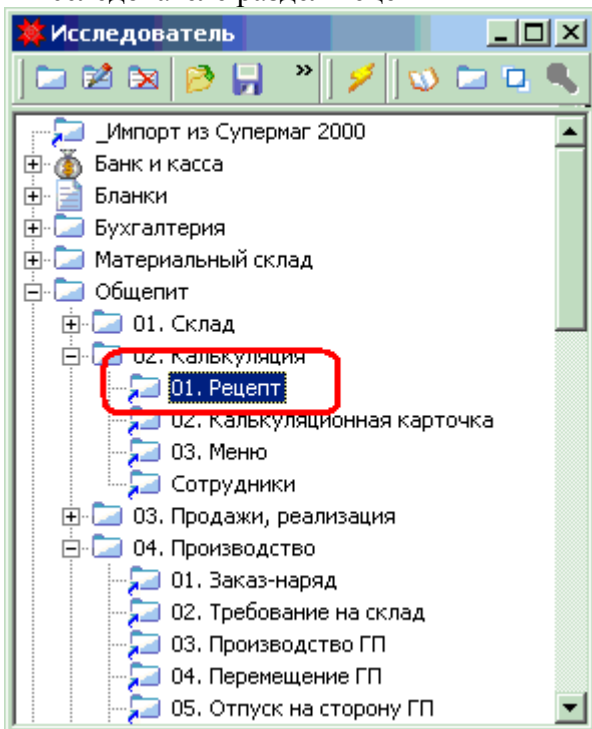 Исследователь
_Импорт из Супермаг 2000
Банк и касса
Бланки
Бухгалтерия
Материальный склад
Общепит
01. Склад
02. Калькуляция
01. Рецепт
02. Калькуляционная карточка
03. Меню
Сотрудники
03. Продажи, реализация
04. Производство
01. Заказ-наряд
02. Требование на склад
03. Производство ГП
04. Перемещение ГП
05. Отпуск на сторону ГП